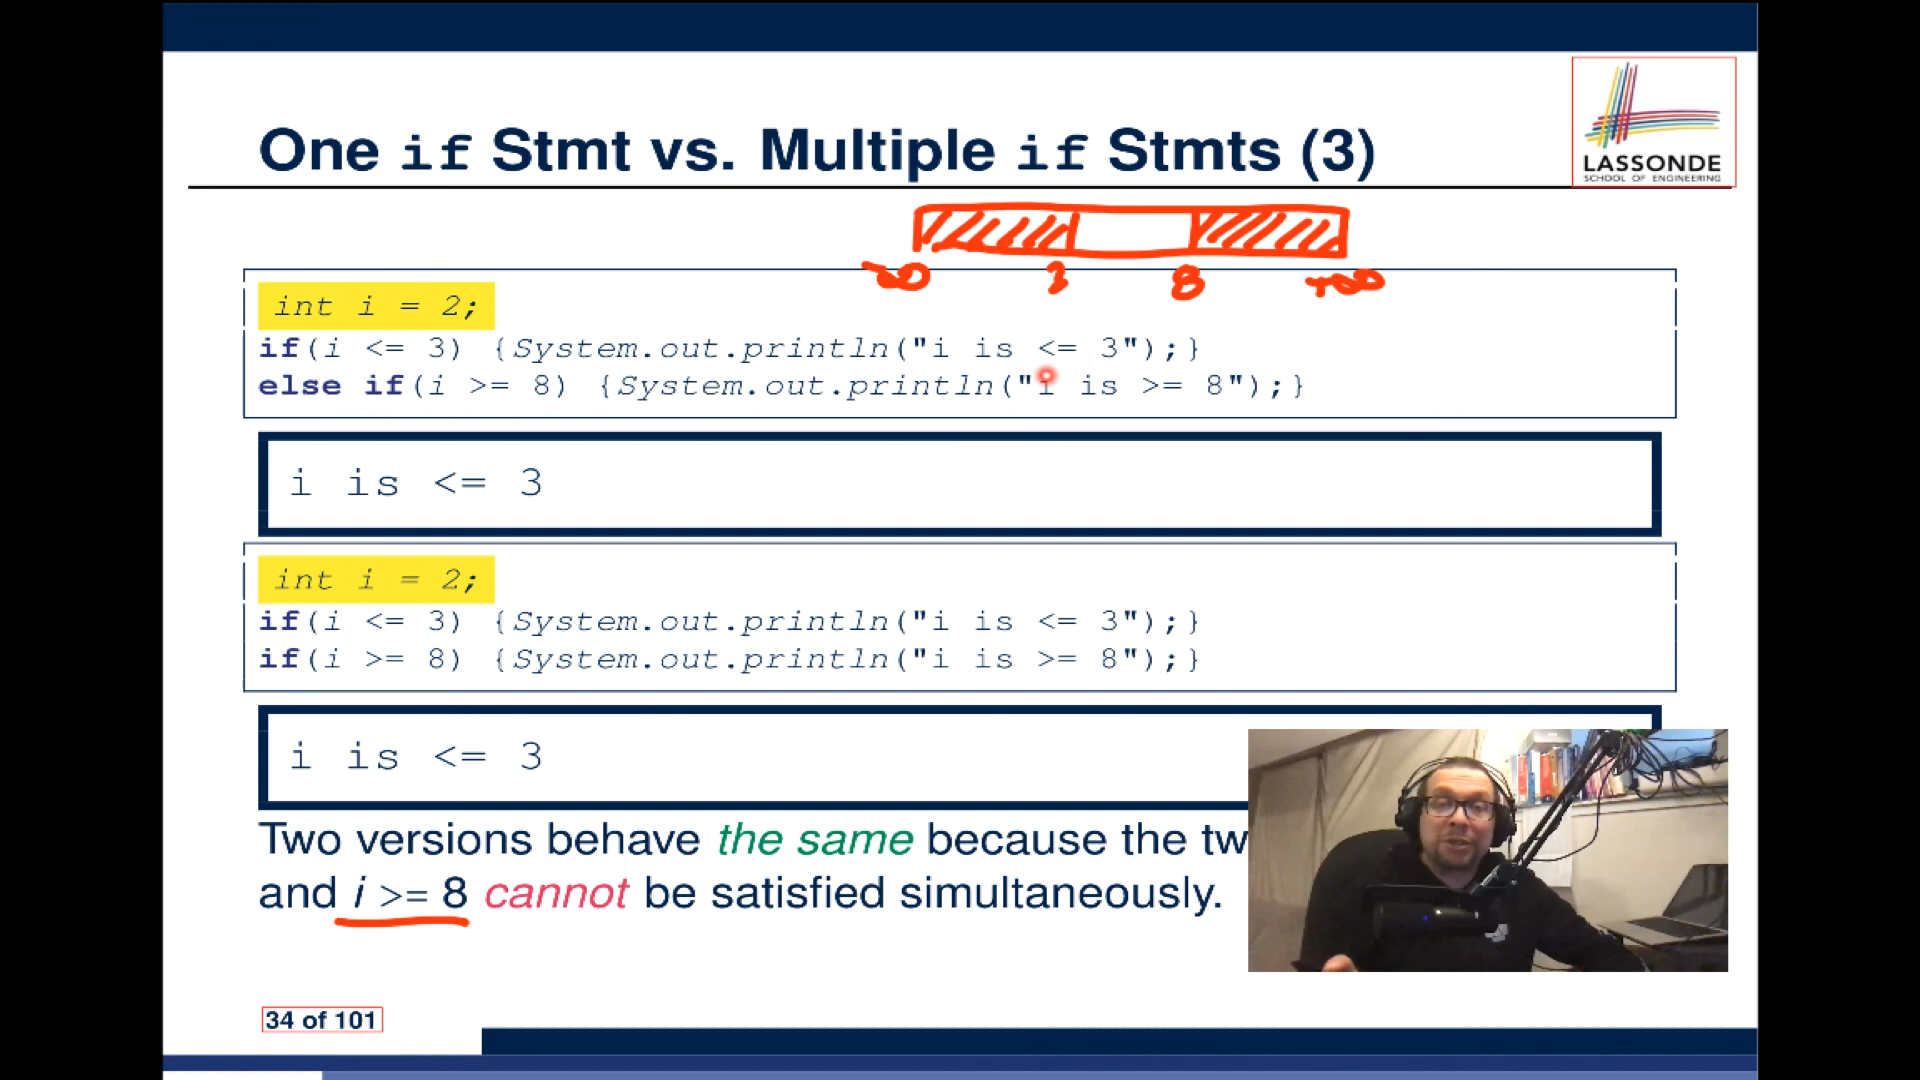 One if Stmt vs. Multiple if Stmts (3)
LASSONDE
SCHOOL OF ENGINEERING
-∞ 3 8 +∞
int i = 2;
if(i <= 3) {System.out.println("i is <= 3");}
else if(i >= 8) {System.out.println("i is >= 8");}
i is <= 3
int i = 2;
if(i <= 3) {System.out.println("i is <= 3");}
if(i >= 8) {System.out.println("i is >= 8");}
i is <= 3
Two versions behave the same because the tw
and i >= 8 cannot be satisfied simultaneously.
34 of 101